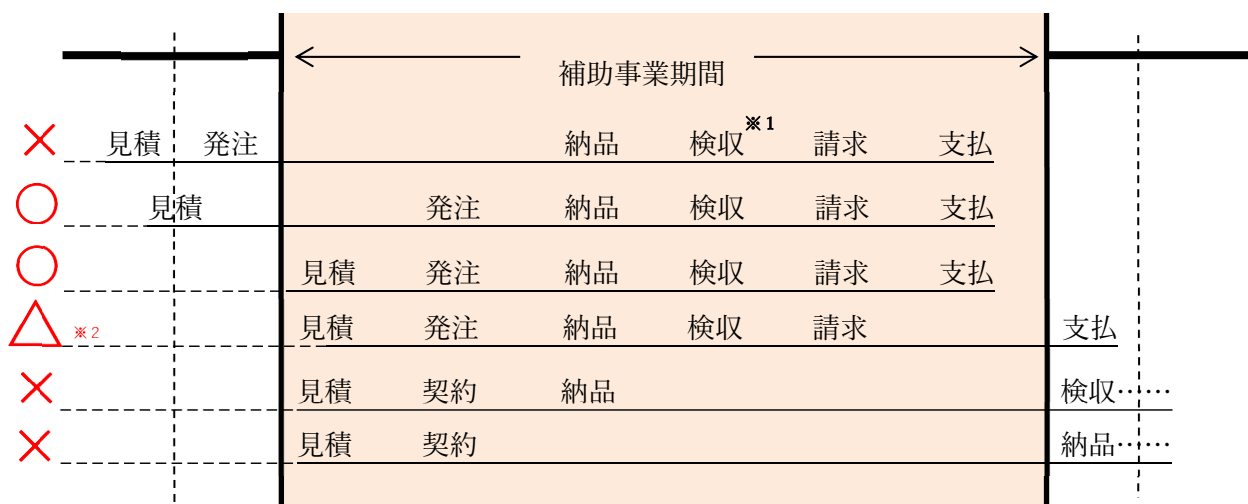 補助事業期間
× 見積 発注 納品 検収※1 請求 支払
○ 見積 発注 納品 検収 請求 支払
○ 見積 発注 納品 検収 請求 支払
△ ※2 見積 発注 納品 検収 請求 支払
× 見積 契約 納品 検収……
× 見積 契約 納品……